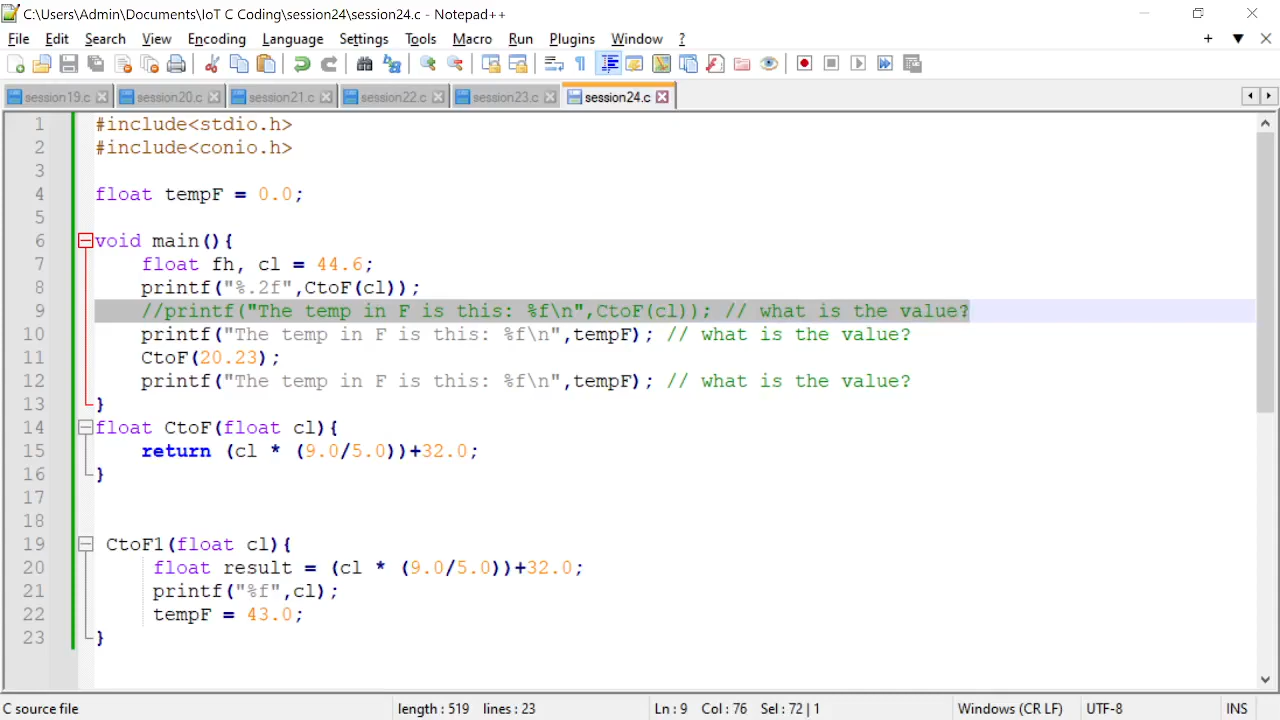 C:\Users\Admin\Documents\IoT C Coding\session24\session24.c - Notepad++
File Edit Search View Encoding Language Settings Tools Macro Run Plugins Window ?
session19.c session20.c session21.c session22.c session23.c session24.c
1 #include<stdio.h>
2 #include<conio.h>
3
4 float tempF = 0.0;
5
6 void main(){
7 float fh, cl = 44.6;
8 printf("%.2f",CtoF(cl));
9 //printf("The temp in F is this: %f\n",CtoF(cl)); // what is the value?
10 printf("The temp in F is this: %f\n",tempF); // what is the value?
11 CtoF(20.23);
12 printf("The temp in F is this: %f\n",tempF); // what is the value?
13 }
14 float CtoF(float cl){
15 return (cl * (9.0/5.0))+32.0;
16 }
17
18
19 CtoF1(float cl){
20 float result = (cl * (9.0/5.0))+32.0;
21 printf("%f",cl);
22 tempF = 43.0;
23 }
C source file length : 519 lines : 23 Ln : 9 Col : 76 Sel : 72 | 1 Windows (CR LF) UTF-8 INS